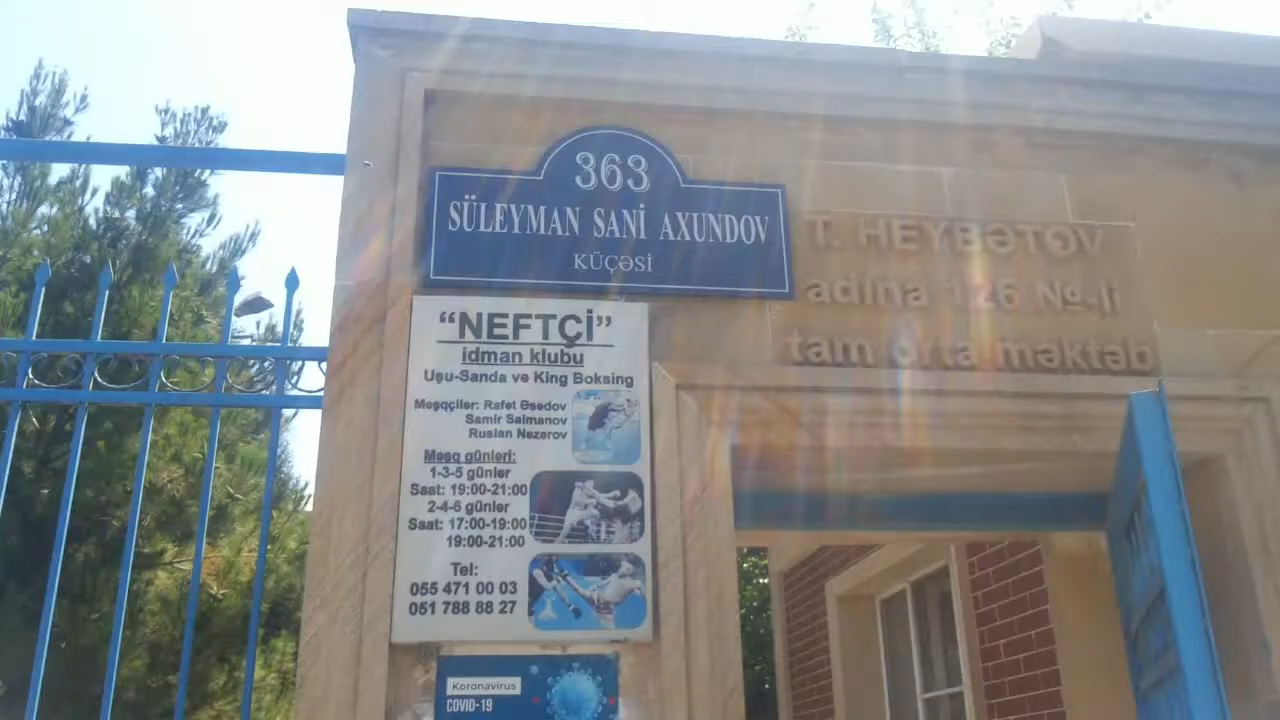 363
SÜLEYMAN SANİ AXUNDOV
KÜÇƏSİ
T. HEYBƏTOV
adına 126 №-li
tam orta məktəb
“NEFTÇİ”
idman klubu
Uşu-Sanda ve King Boksing
Məşqçiler: Rafet Əsedov
Samir Salmanov
Ruslan Nezerov
Məşq günleri:
1-3-5 günler
Saat: 19:00-21:00
2-4-6 günler
Saat: 17:00-19:00
19:00-21:00
Tel:
055 471 00 03
051 788 88 27
Koronavirus
COVID-19